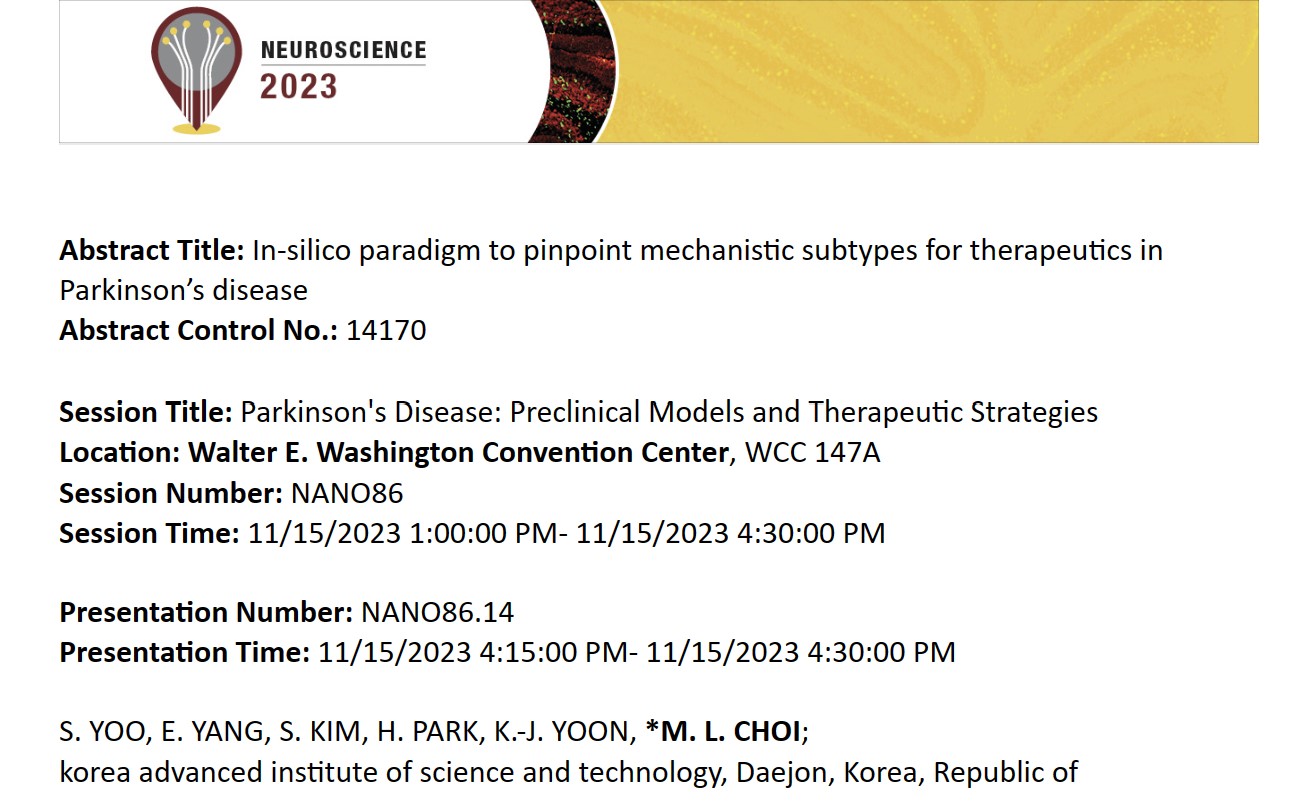 NEUROSCIENCE
2023
Abstract Title: In-silico paradigm to pinpoint mechanistic subtypes for therapeutics in
Parkinson’s disease
Abstract Control No.: 14170
Session Title: Parkinson's Disease: Preclinical Models and Therapeutic Strategies
Location: Walter E. Washington Convention Center, WCC 147A
Session Number: NANO86
Session Time: 11/15/2023 1:00:00 PM- 11/15/2023 4:30:00 PM
Presentation Number: NANO86.14
Presentation Time: 11/15/2023 4:15:00 PM- 11/15/2023 4:30:00 PM
S. YOO, E. YANG, S. KIM, H. PARK, K.-J. YOON, *M. L. CHOI;
korea advanced institute of science and technology, Daejon, Korea, Republic of